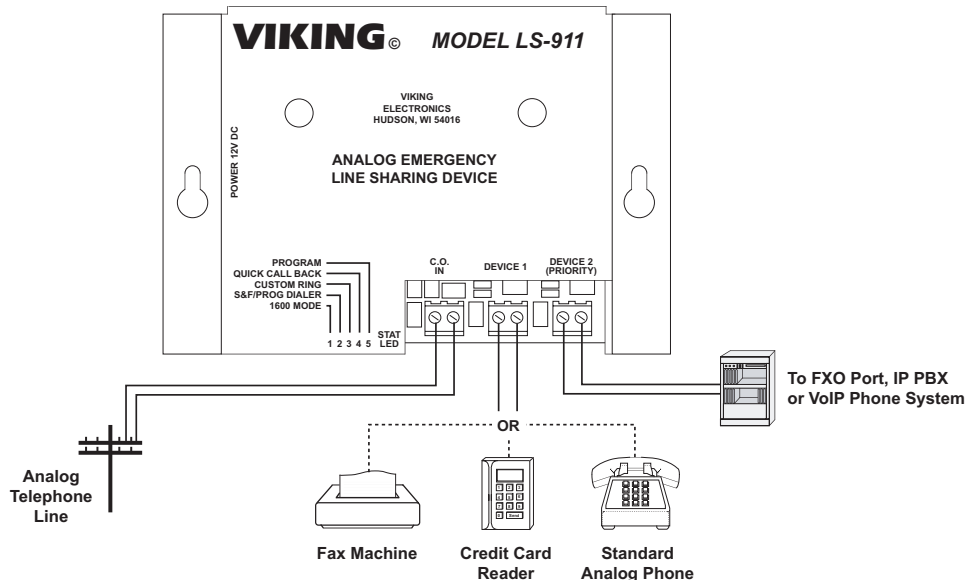 VIKING©
MODEL LS-911
VIKING
ELECTRONICS
HUDSON, WI 54016
POWER 12V DC
ANALOG EMERGENCY
LINE SHARING DEVICE
PROGRAM
QUICK CALL BACK
CUSTOM RING
S&F/PROG DIALER
1600 MODE
1 2 3 4 5
STAT
LED
C.O.
IN
DEVICE 1
DEVICE 2
(PRIORITY)
To FXO Port, IP PBX
or VoIP Phone System
OR
Analog
Telephone
Line
Fax Machine
Credit Card
Reader
Standard
Analog Phone